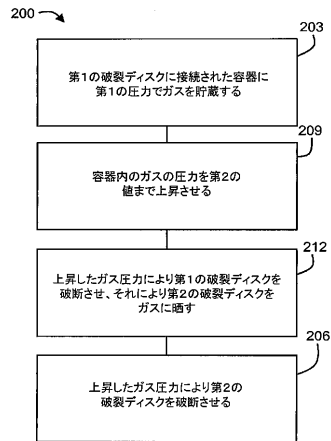 200
203
第1の破裂ディスクに接続された容器に
第1の圧力でガスを貯蔵する
209
容器内のガスの圧力を第2の
値まで上昇させる
212
上昇したガス圧力により第1の破裂ディスクを
破断させ、それにより第2の破裂ディスクを
ガスに晒す
206
上昇したガス圧力により第2の
破裂ディスクを破断させる